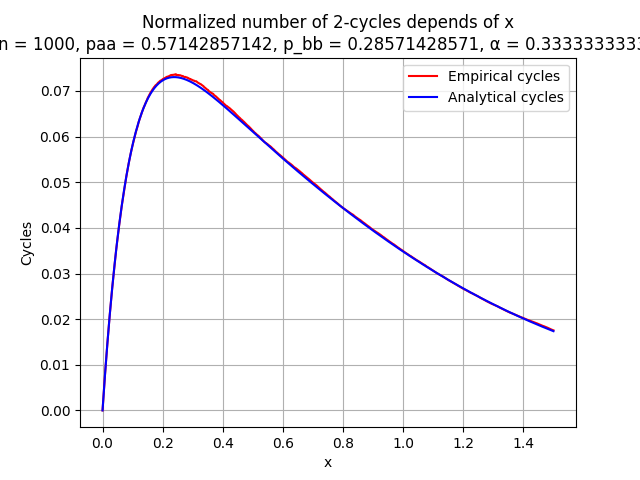 Normalized number of 2-cycles depends of x
n = 1000, paa = 0.57142857142, p_bb = 0.28571428571, α = 0.3333333333
Empirical cycles
Analytical cycles
0.07
0.06
0.05
0.04
0.03
0.02
0.01
0.00
Cycles
0.0 0.2 0.4 0.6 0.8 1.0 1.2 1.4
x